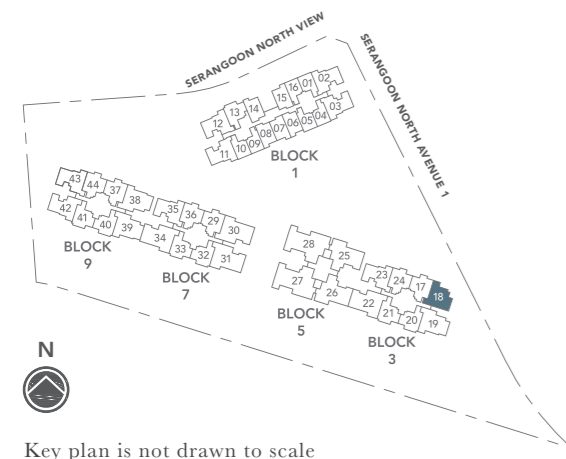 SERANGOON NORTH VIEW
SERANGOON NORTH AVENUE 1
12 13 14 15 16 01 02
11 10 09 08 07 06 05 04 03
BLOCK
1
43 44 37 38 35 36 29 30
42 41 40 39 34 33 32 31
BLOCK
9
BLOCK
7
28 25 23 24 17 18
27 26 22 21 20 19
BLOCK
5
BLOCK
3
N
Key plan is not drawn to scale